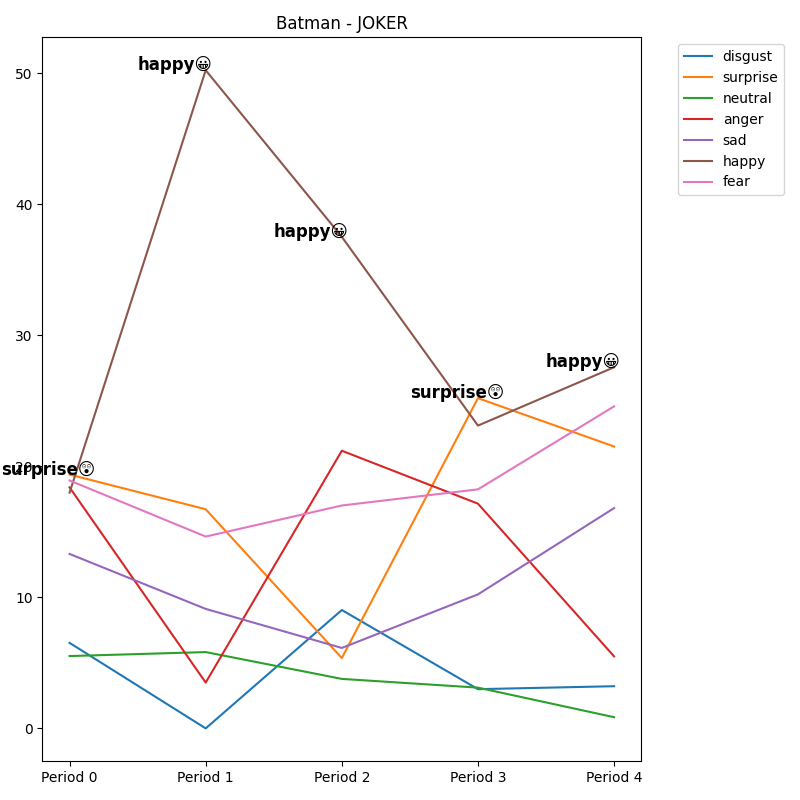 Batman - JOKER
disgust
surprise
neutral
anger
sad
happy
fear
50
40
30
20
10
0
happy😀
happy😀
happy😀
surprise😲
surprise😲
Period 0
Period 1
Period 2
Period 3
Period 4